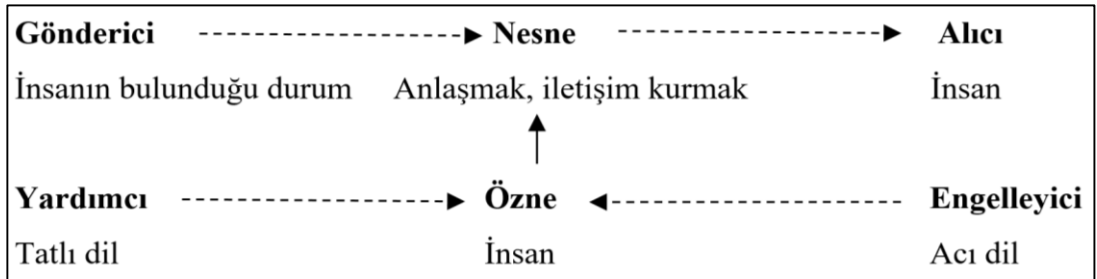 Gönderici Nesne Alıcı
İnsanın bulunduğu durum Anlaşmak, iletişim kurmak İnsan
Yardımcı Özne Engelleyici
Tatlı dil İnsan Acı dil